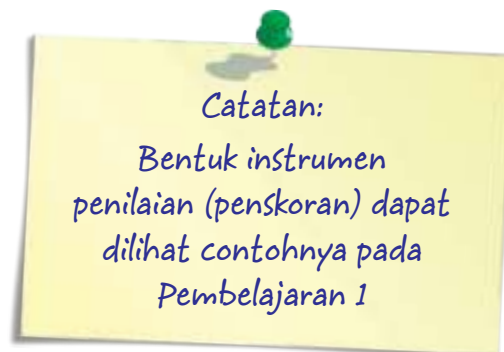 Catatan:
Bentuk instrumen
penilaian (penskoran) dapat
dilihat contohnya pada
Pembelajaran 1